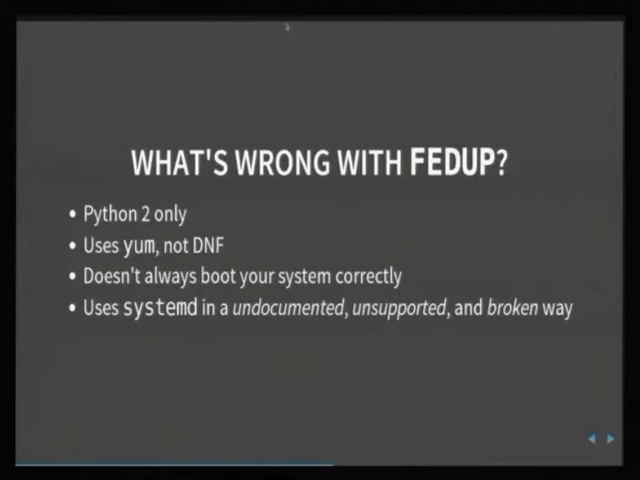 WHAT'S WRONG WITH FEDUP?
• Python 2 only
• Uses yum, not DNF
• Doesn't always boot your system correctly
• Uses systemd in a undocumented, unsupported, and broken way